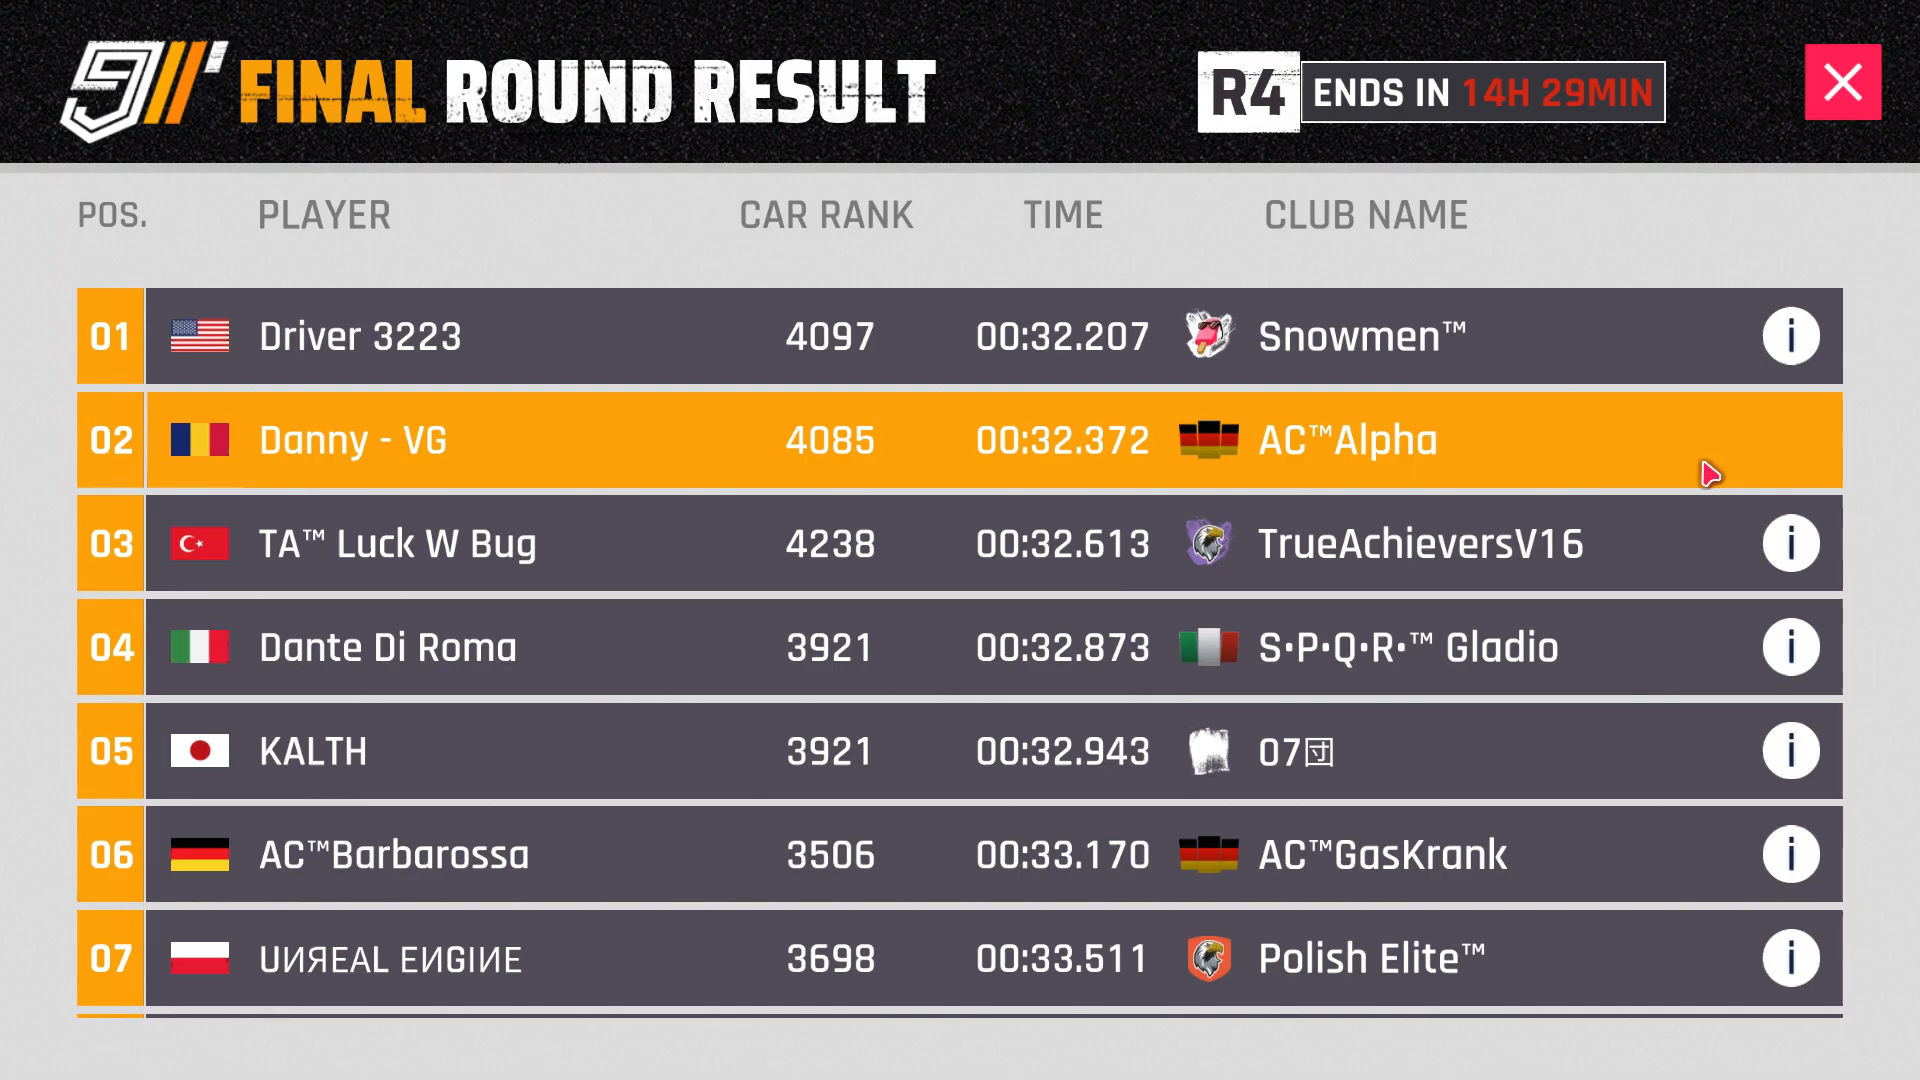 FINAL ROUND RESULT
R4 ENDS IN 14H 29MIN
POS. PLAYER CAR RANK TIME CLUB NAME
01 Driver 3223 4097 00:32.207 Snowmen™
02 Danny - VG 4085 00:32.372 AC™Alpha
03 TA™ Luck W Bug 4238 00:32.613 TrueAchieversV16
04 Dante Di Roma 3921 00:32.873 S•P•Q•R•™ Gladio
05 KALTH 3921 00:32.943 07団
06 AC™Barbarossa 3506 00:33.170 AC™GasKrank
07 UИЯEAL EИGIИE 3698 00:33.511 Polish Elite™